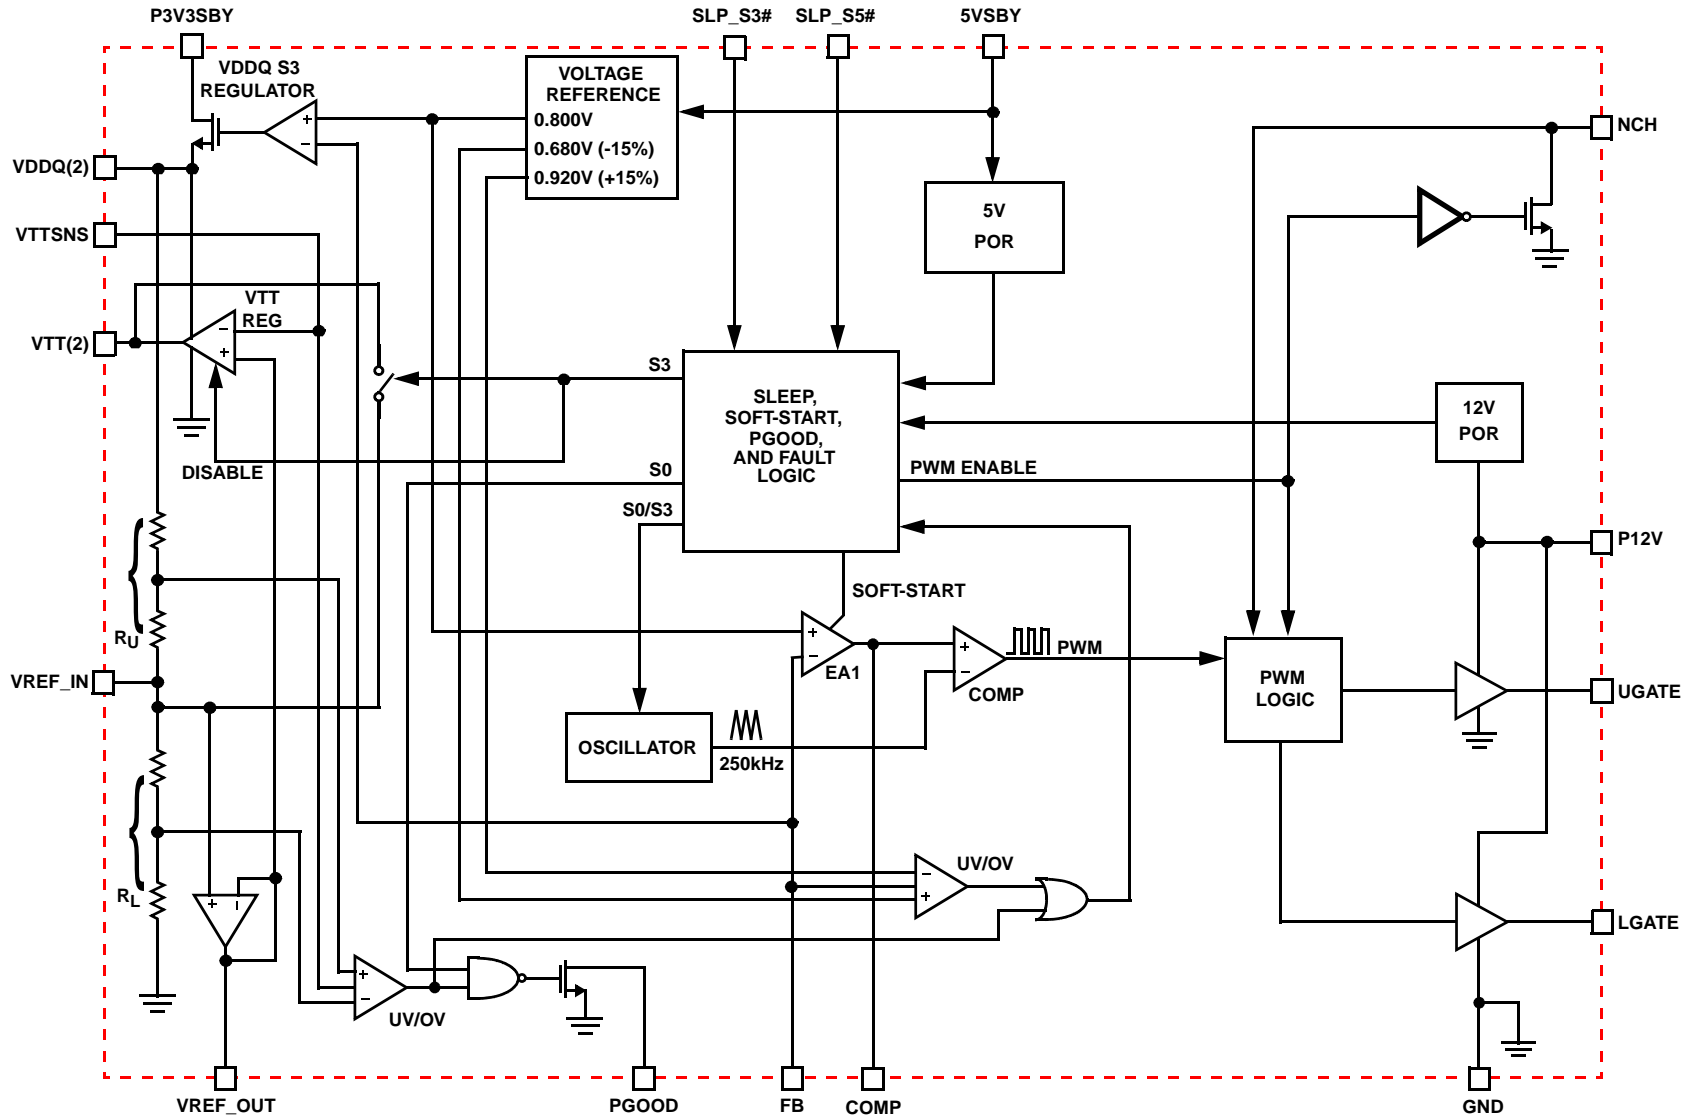 P3V3SBY
SLP_S3#
SLP_S5#
5VSBY
VDDQ S3
REGULATOR
VOLTAGE
REFERENCE
0.800V
0.680V (-15%)
0.920V (+15%)
+
−
NCH
VDDQ(2)
5V
POR
VTTSNS
VTT
REG
−
+
VTT(2)
S3
SLEEP,
SOFT-START,
PGOOD,
AND FAULT
LOGIC
12V
POR
DISABLE
S0
PWM ENABLE
S0/S3
P12V
SOFT-START
RU
+
−
EA1
+
−
COMP
PWM
VREF_IN
PWM
LOGIC
UGATE
OSCILLATOR
250kHz
UV/OV
−
+
RL
+
−
LGATE
+
−
UV/OV
VREF_OUT
PGOOD
FB
COMP
GND